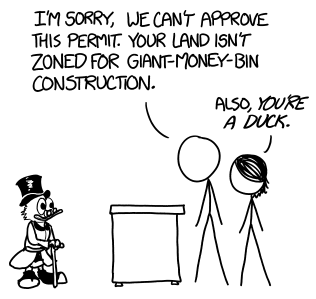 I'M SORRY, WE CAN'T APPROVE
THIS PERMIT. YOUR LAND ISN'T
ZONED FOR GIANT-MONEY-BIN
CONSTRUCTION.
ALSO, YOU'RE
A DUCK.